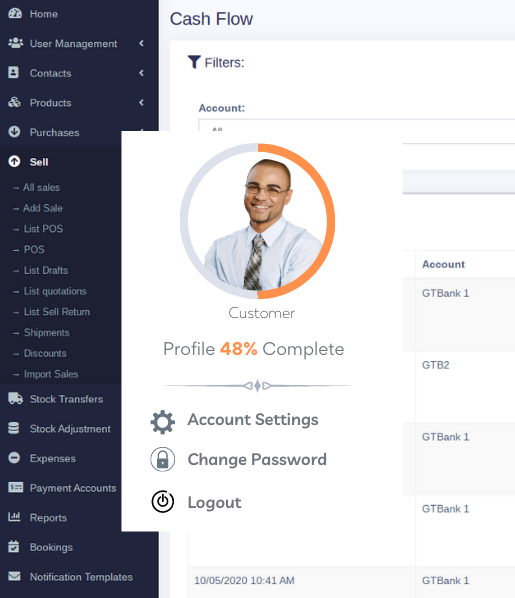 Home
User Management
Contacts
Products
Purchases
Sell
→ All sales
→ Add Sale
→ List POS
→ POS
→ List Drafts
→ List quotations
→ List Sell Return
→ Shipments
→ Discounts
→ Import Sales
Stock Transfers
Stock Adjustment
Expenses
Payment Accounts
Reports
Bookings
Notification Templates
Cash Flow
Filters:
Account:
All
Customer
Profile 48% Complete
Account Settings
Change Password
Logout
Account
GTBank 1
GTB2
GTBank 1
GTBank 1
10/05/2020 10:41 AM
GTBank 1